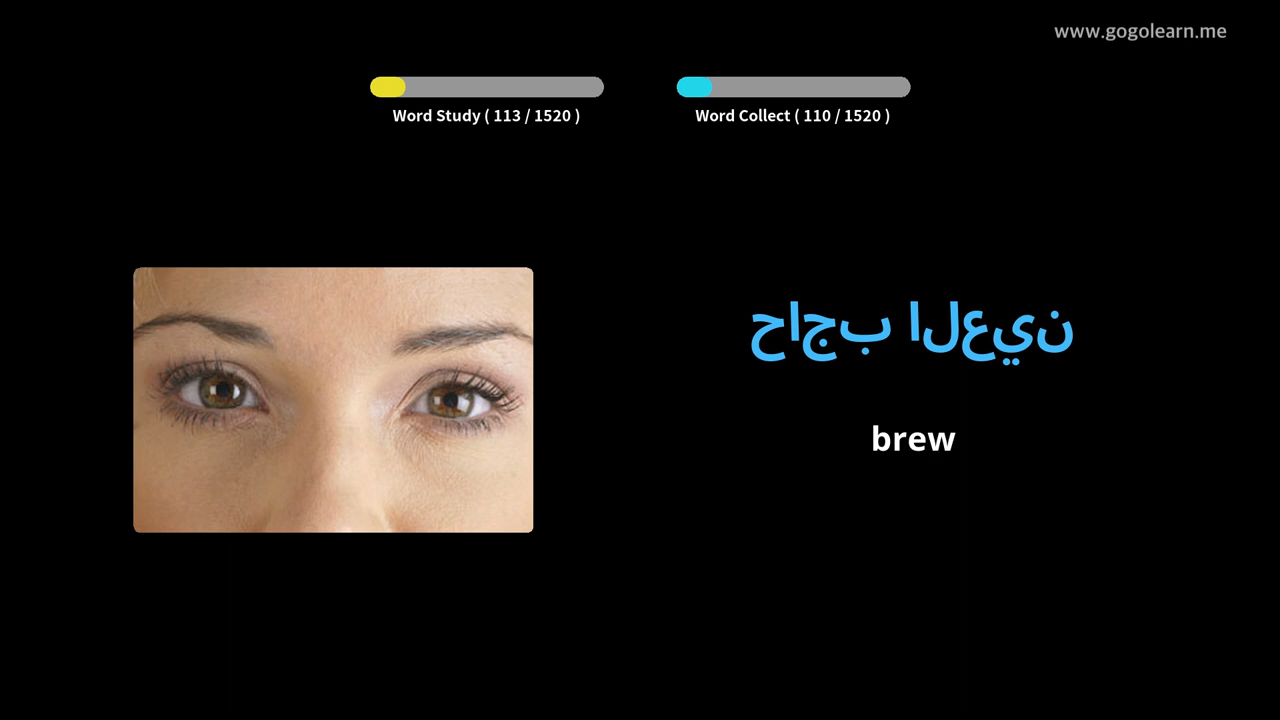 www.gogolearn.me
Word Study ( 113 / 1520 )
Word Collect ( 110 / 1520 )
حاجب العين
brew